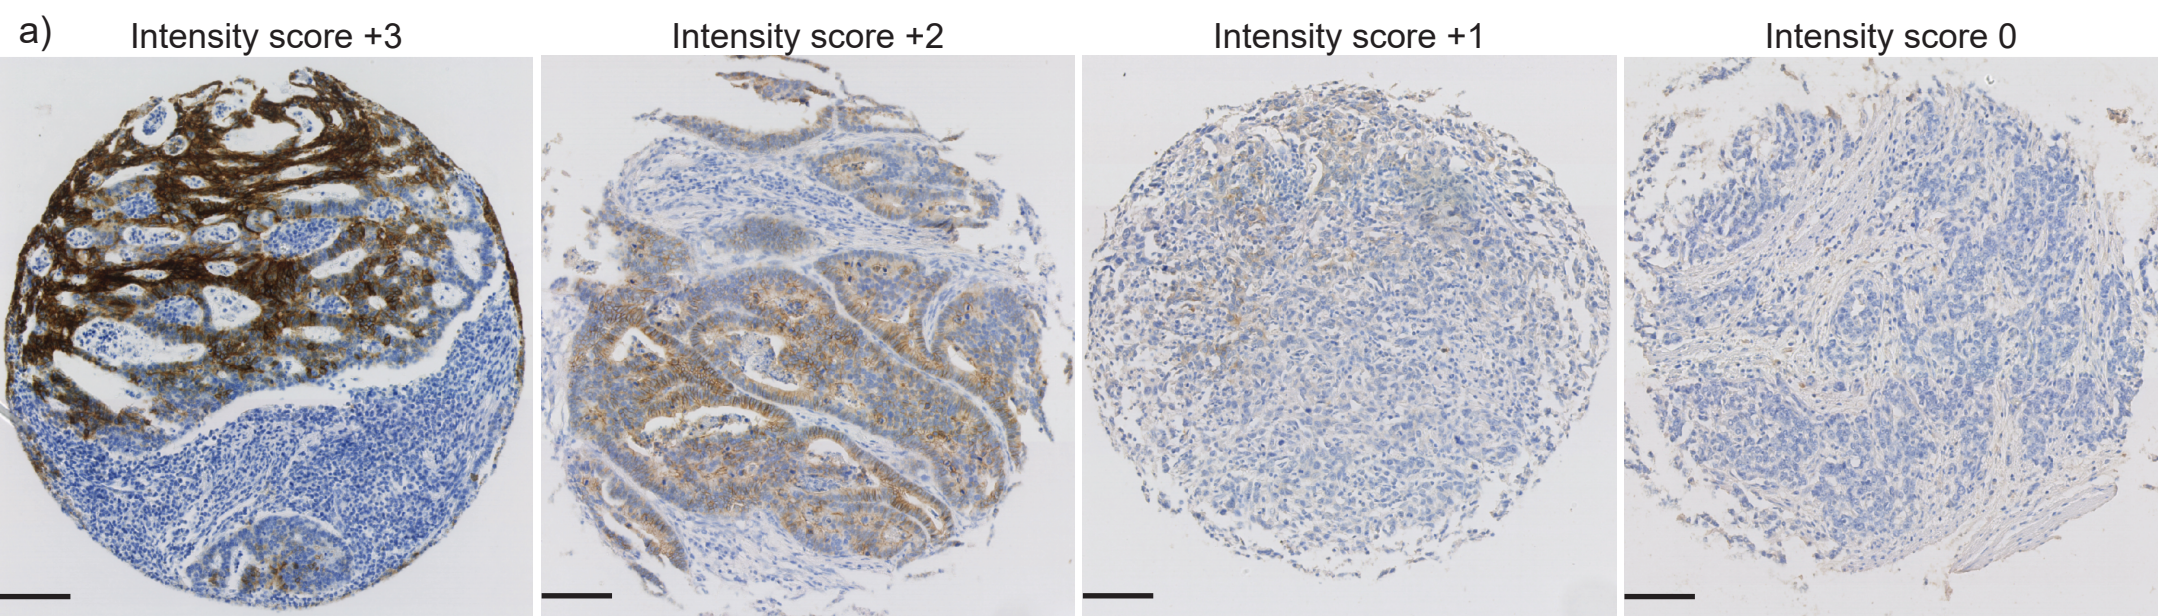 a)
Intensity score +3
Intensity score +2
Intensity score +1
Intensity score 0